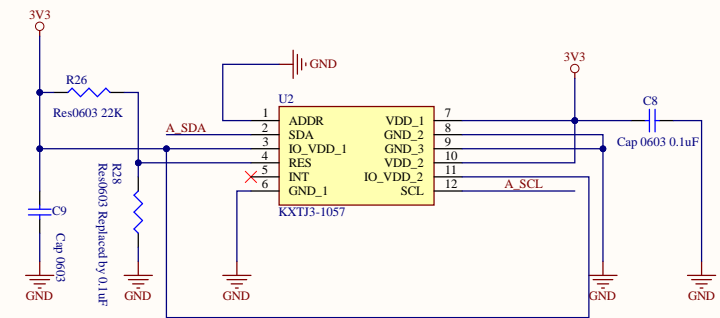 3V3
R26
Res0603 22K
A_SDA
GND
U2
1 ADDR VDD_1 7
2 SDA GND_2 8
3 IO_VDD_1 GND_3 9
4 RES VDD_2 10
5 INT IO_VDD_2 11
6 GND_1 SCL 12
KXTJ3-1057
A_SCL
3V3
C8
Cap 0603 0.1uF
R28
Res0603 Replaced by 0.1uF
C9
Cap 0603
GND
GND
GND
GND
GND